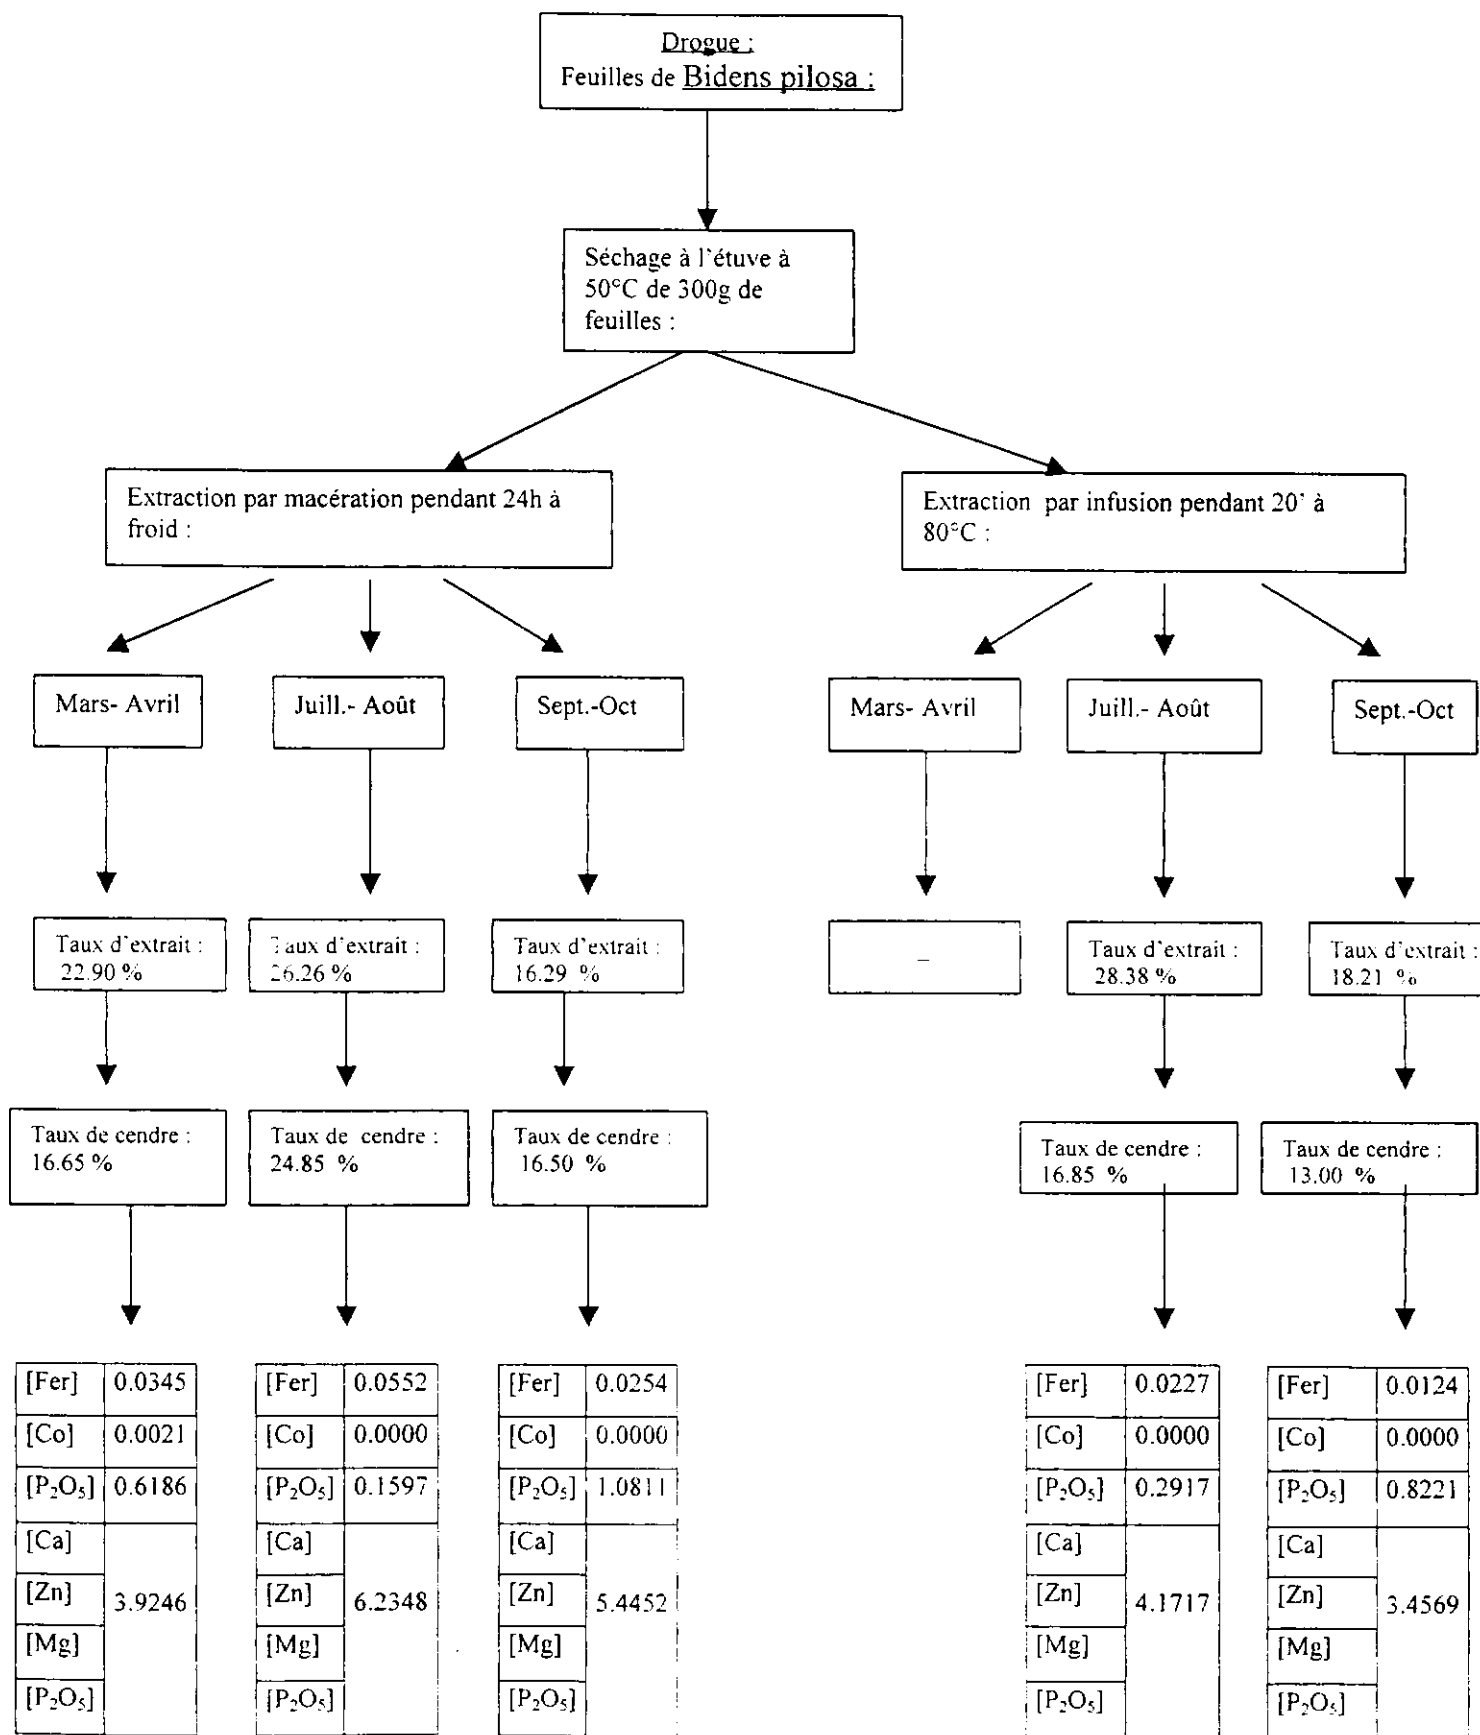 Drogue :
Feuilles de Bidens pilosa :
Séchage à l'étuve à
50°C de 300g de
feuilles :
Extraction par macération pendant 24h à
froid :
Extraction par infusion pendant 20' à
80°C :
Mars- Avril
Juill.- Août
Sept.-Oct
Mars- Avril
Juill.- Août
Sept.-Oct
Taux d'extrait :
22.90 %
Taux d'extrait :
26.26 %
Taux d'extrait :
16.29 %
–
Taux d'extrait :
28.38 %
Taux d'extrait :
18.21 %
Taux de cendre :
16.65 %
Taux de cendre :
24.85 %
Taux de cendre :
16.50 %
Taux de cendre :
16.85 %
Taux de cendre :
13.00 %
[Fer] 0.0345
[Co] 0.0021
[P₂O₅] 0.6186
[Ca]
[Zn] 3.9246
[Mg]
[P₂O₅]
[Fer] 0.0552
[Co] 0.0000
[P₂O₅] 0.1597
[Ca]
[Zn] 6.2348
[Mg]
[P₂O₅]
[Fer] 0.0254
[Co] 0.0000
[P₂O₅] 1.0811
[Ca]
[Zn] 5.4452
[Mg]
[P₂O₅]
[Fer] 0.0227
[Co] 0.0000
[P₂O₅] 0.2917
[Ca]
[Zn] 4.1717
[Mg]
[P₂O₅]
[Fer] 0.0124
[Co] 0.0000
[P₂O₅] 0.8221
[Ca]
[Zn] 3.4569
[Mg]
[P₂O₅]